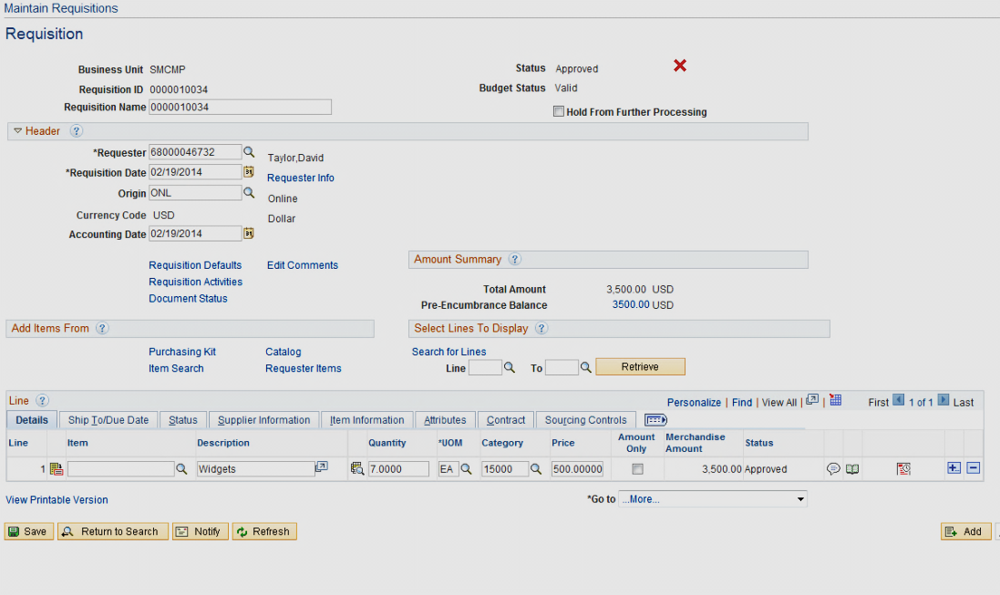 Maintain Requisitions
Requisition
Business Unit SMCMP Status Approved
Requisition ID 0000010034 Budget Status Valid
Requisition Name 0000010034 Hold From Further Processing
Header ?
*Requester 68000046732 Taylor,David
*Requisition Date 02/19/2014 31 Requester Info
Origin ONL Online
Currency Code USD Dollar
Accounting Date 02/19/2014 31
Requisition Defaults Edit Comments Amount Summary ?
Requisition Activities
Total Amount 3,500.00 USD
Document Status
Pre-Encumbrance Balance 3500.00 USD
Add Items From ? Select Lines To Display ?
Purchasing Kit Catalog Search for Lines
Item Search Requester Items Line To Retrieve
Line ? Personalize | Find | View All | | First 1 of 1 Last
Details Ship To/Due Date Status Supplier Information Item Information Attributes Contract Sourcing Controls
Line Item Description Quantity *UOM Category Price Amount Only Merchandise Amount Status
1 Widgets 7.0000 EA 15000 500.00000 3,500.00 Approved
View Printable Version *Go to ...More...
Save Return to Search Notify Refresh Add